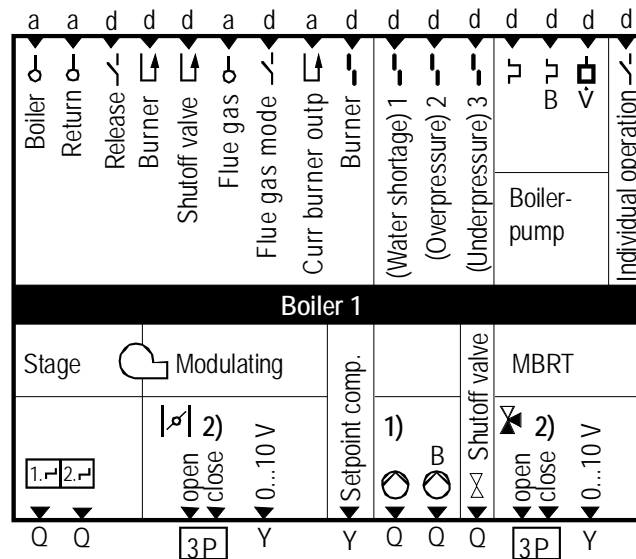 a a d d d a d a d d d d d d d d
Boiler
Return
Release
Burner
Shutoff valve
Flue gas
Flue gas mode
Curr burner outp
Burner
(Water shortage) 1
(Overpressure) 2
(Underpressure) 3
B
V̇
Boiler-
pump
Individual operation
Boiler 1
Stage
Modulating
Setpoint comp.
Shutoff valve
MBRT
1. 2.
2)
open
close
0...10 V
1)
B
2)
open
close
0...10 V
Q Q 3P Y Y Q Q Q 3P Y